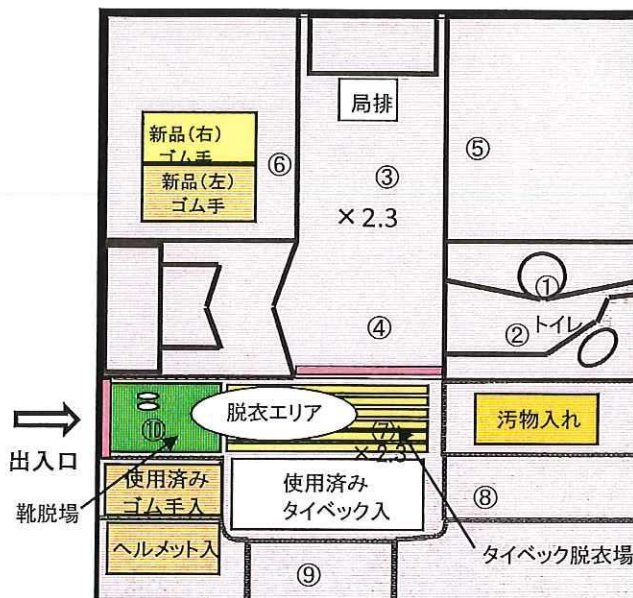 局排
新品(右)
ゴム手
新品(左)
ゴム手
⑥
③
⑤
×2.3
①
④
②
トイレ
⑩
脱衣エリア
(7)
×2.3
汚物入れ
出入口
靴脱場
使用済み
ゴム手入
使用済み
タイベック入
⑧
ヘルメット入
タイベック脱衣場
⑨